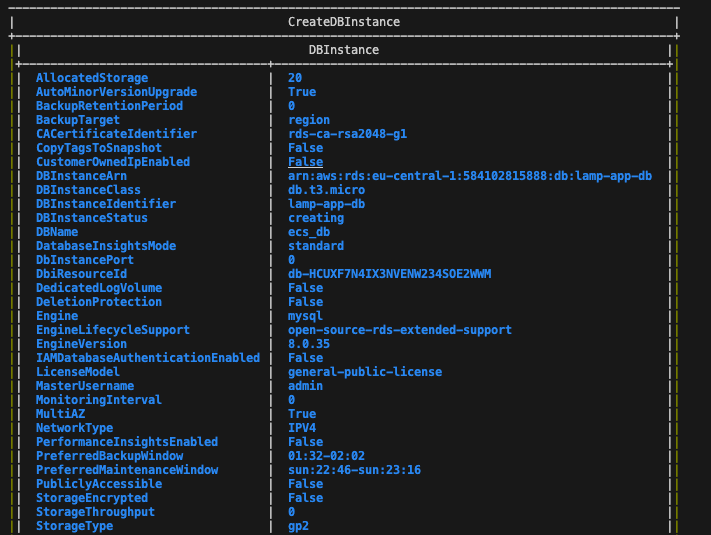 CreateDBInstance
DBInstance
AllocatedStorage | 20
AutoMinorVersionUpgrade | True
BackupRetentionPeriod | 0
BackupTarget | region
CACertificateIdentifier | rds-ca-rsa2048-g1
CopyTagsToSnapshot | False
CustomerOwnedIpEnabled | False
DBInstanceArn | arn:aws:rds:eu-central-1:584102815888:db:lamp-app-db
DBInstanceClass | db.t3.micro
DBInstanceIdentifier | lamp-app-db
DBInstanceStatus | creating
DBName | ecs_db
DatabaseInsightsMode | standard
DbInstancePort | 0
DbiResourceId | db-HCUXF7N4IX3NVENW234SOE2WWM
DedicatedLogVolume | False
DeletionProtection | False
Engine | mysql
EngineLifecycleSupport | open-source-rds-extended-support
EngineVersion | 8.0.35
IAMDatabaseAuthenticationEnabled | False
LicenseModel | general-public-license
MasterUsername | admin
MonitoringInterval | 0
MultiAZ | True
NetworkType | IPV4
PerformanceInsightsEnabled | False
PreferredBackupWindow | 01:32-02:02
PreferredMaintenanceWindow | sun:22:46-sun:23:16
PubliclyAccessible | False
StorageEncrypted | False
StorageThroughput | 0
StorageType | gp2